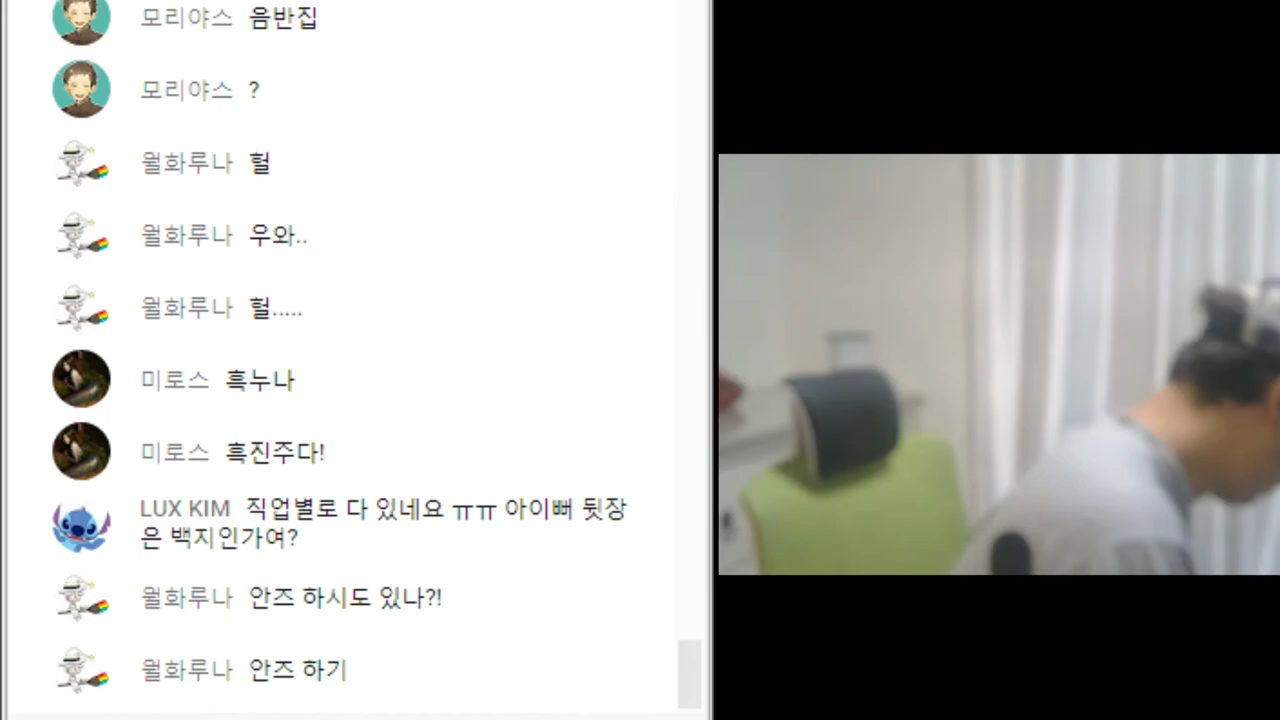 모리야스 음반집
모리야스 ?
월화루나 헐
월화루나 우와..
월화루나 헐.....
미로스 흑누나
미로스 흑진주다!
LUX KIM 직업별로 다 있네요 ㅠㅠ 아이뻐 뒷장
은 백지인가여?
월화루나 안즈 하시도 있나?!
월화루나 안즈 하기